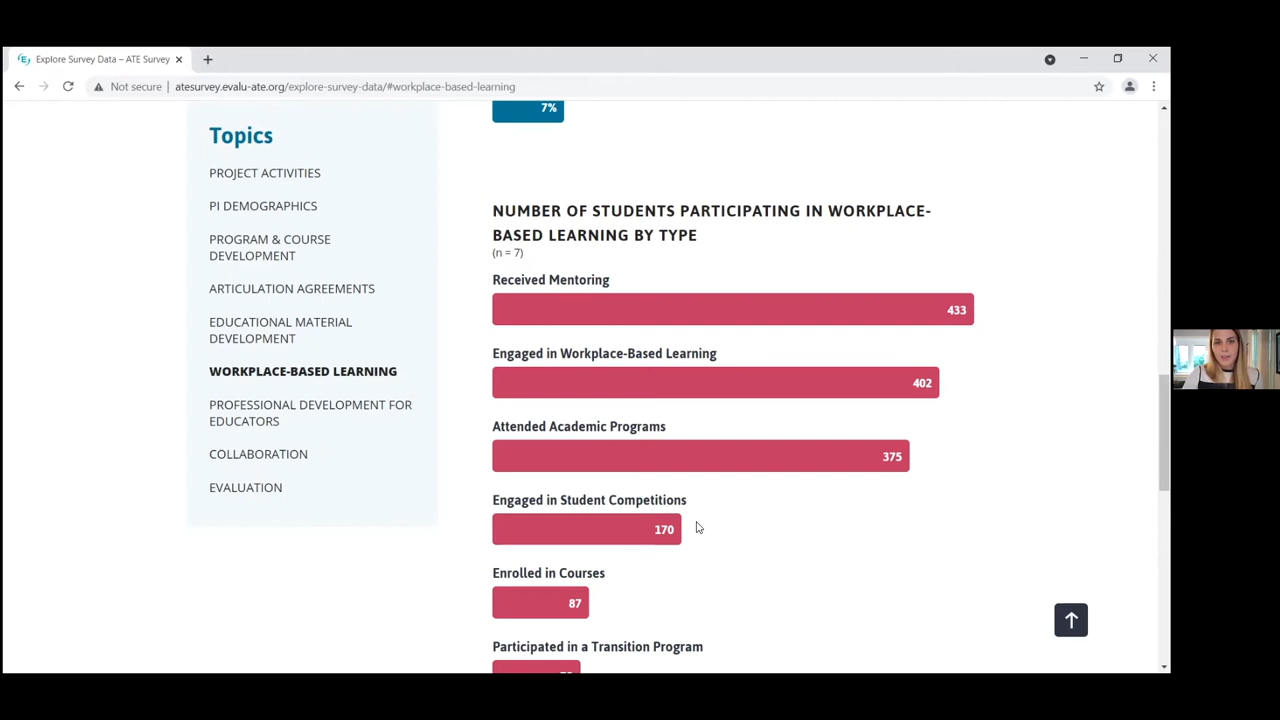 Explore Survey Data – ATE Survey
Not secure
atesurvey.evalu-ate.org/explore-survey-data/#workplace-based-learning
Topics
PROJECT ACTIVITIES
PI DEMOGRAPHICS
PROGRAM & COURSE
DEVELOPMENT
ARTICULATION AGREEMENTS
EDUCATIONAL MATERIAL
DEVELOPMENT
WORKPLACE-BASED LEARNING
PROFESSIONAL DEVELOPMENT FOR
EDUCATORS
COLLABORATION
EVALUATION
7%
NUMBER OF STUDENTS PARTICIPATING IN WORKPLACE-
BASED LEARNING BY TYPE
(n = 7)
Received Mentoring
433
Engaged in Workplace-Based Learning
402
Attended Academic Programs
375
Engaged in Student Competitions
170
Enrolled in Courses
87
Participated in a Transition Program